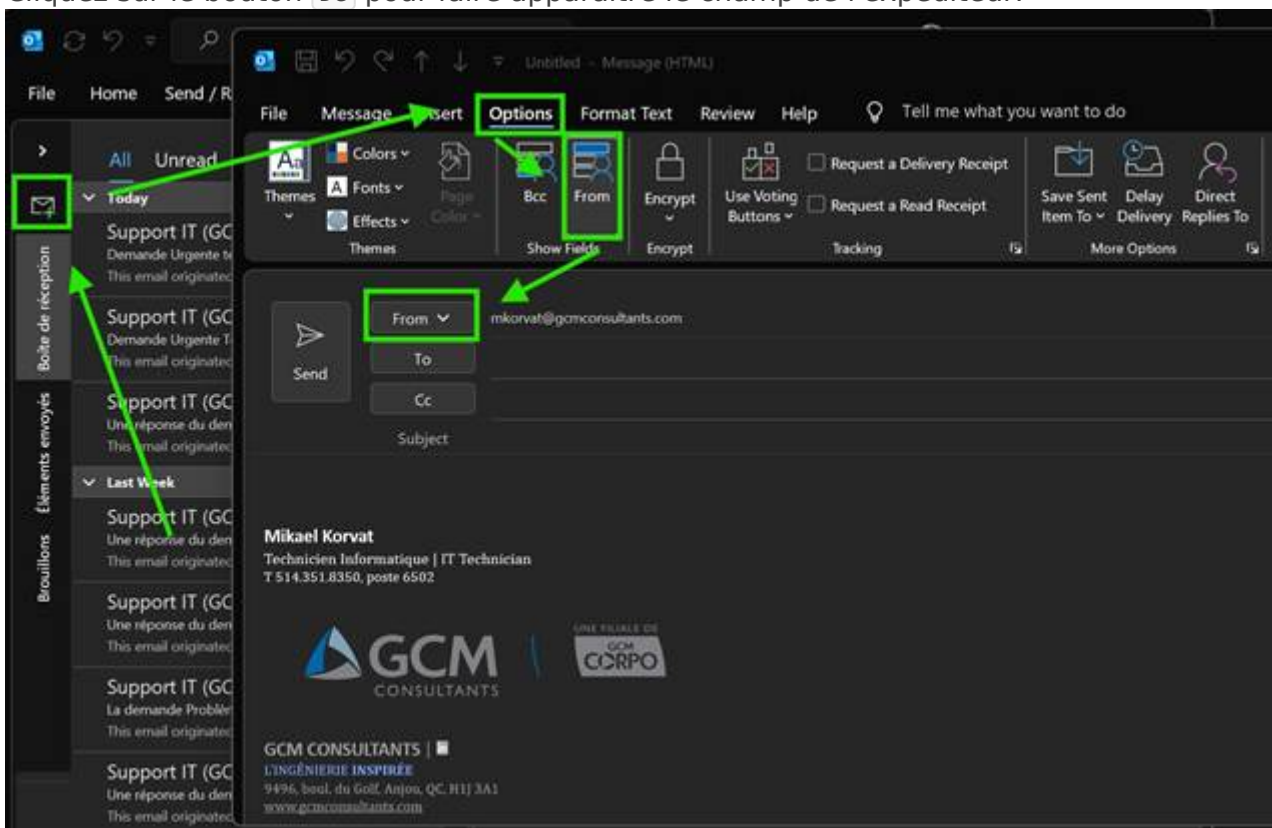 Untitled - Message (HTML)
File Home Send / R
File Message Insert Options Format Text Review Help Tell me what you want to do
All Unread
Themes
Colors
Fonts
Effects
Page Color
Themes
Bcc
From
Show Fields
Encrypt
Encrypt
Use Voting Buttons
Request a Delivery Receipt
Request a Read Receipt
Tracking
Save Sent Item To
Delay Delivery
Direct Replies To
More Options
Today
Support IT (GC
Demande Urgente te
This email originated
Support IT (GC
Demande Urgente T
This email originated
Support IT (GC
Une réponse du den
This email originated
Last Week
Support IT (GC
Une réponse du den
This email originated
Support IT (GC
Une réponse du den
This email originated
Support IT (GC
La demande Problèr
This email originated
Support IT (GC
Une réponse du den
This email originated
Boîte de réception
Éléments envoyés
Brouillons
Send
From mkorvat@gcmconsultants.com
To
Cc
Subject
Mikael Korvat
Technicien Informatique | IT Technician
T 514.351.8350, poste 6502
GCM
CONSULTANTS
UNE FILIALE DE
GCM
CORPO
GCM CONSULTANTS |
L'INGÉNIERIE INSPIRÉE
9496, boul. du Golf, Anjou, QC, H1J 3A1
www.gcmconsultants.com